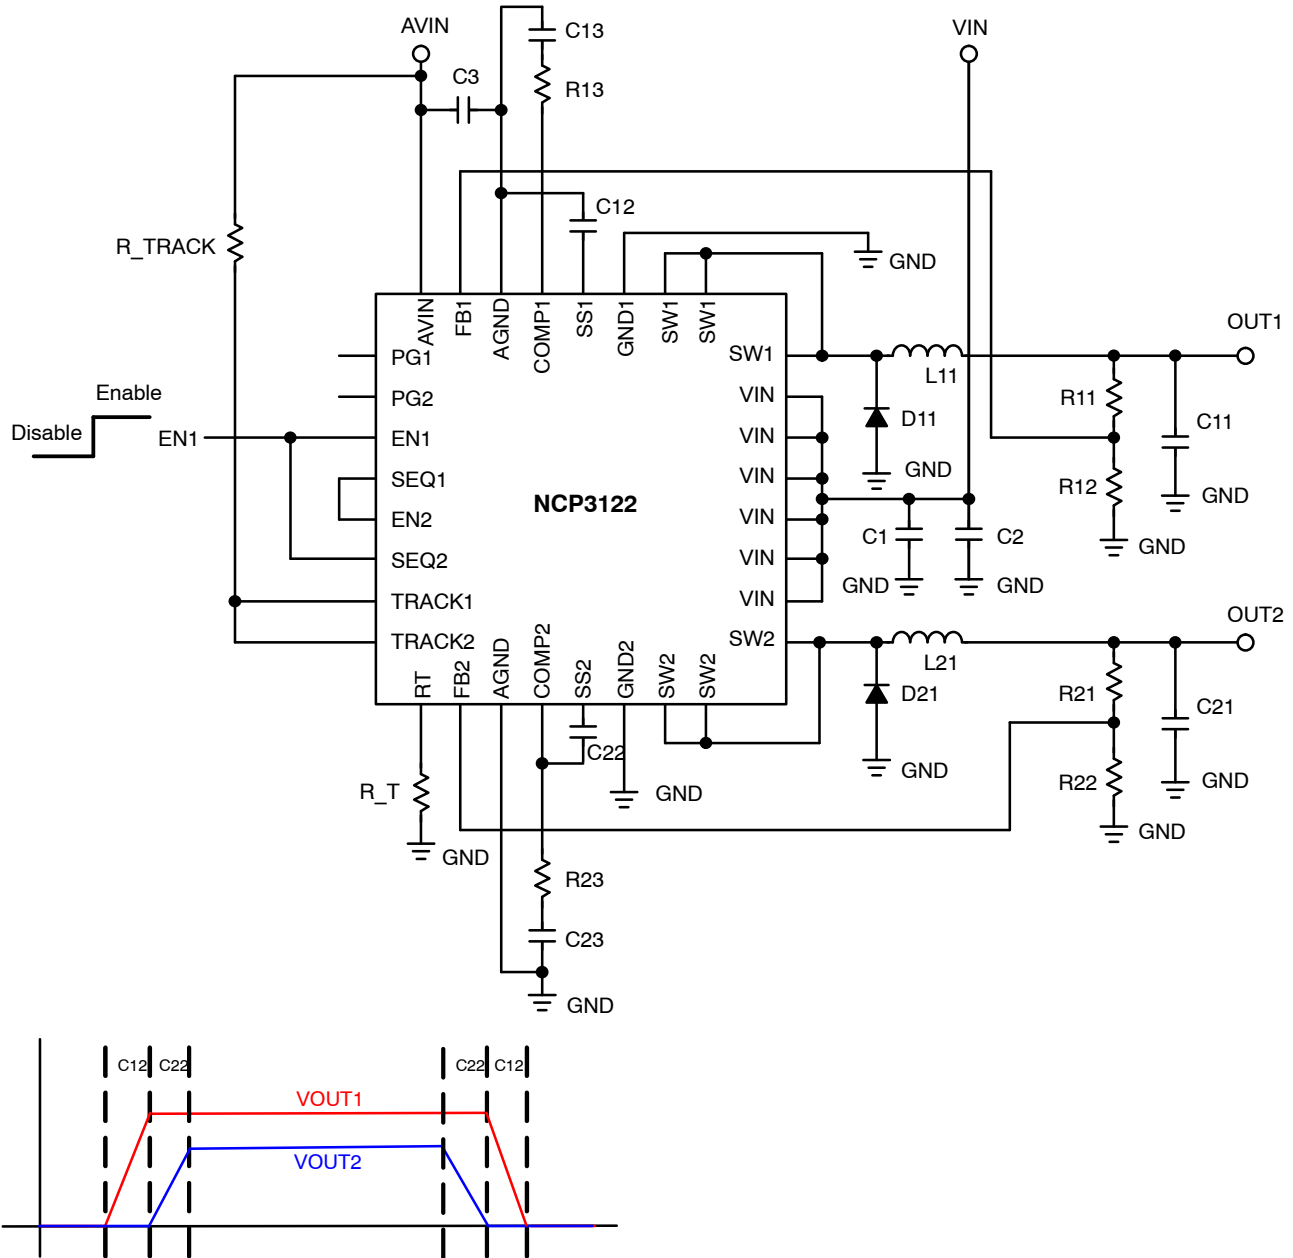 AVIN
VIN
C13
C3
R13
C12
R_TRACK
GND
AVIN
FB1
AGND
COMP1
SS1
GND1
SW1
SW1
OUT1
PG1
SW1
L11
Enable
PG2
VIN
R11
Disable
EN1
EN1
VIN
D11
C11
SEQ1
VIN
GND
R12
GND
NCP3122
EN2
VIN
C1
C2
GND
SEQ2
VIN
GND
GND
TRACK1
VIN
OUT2
TRACK2
SW2
L21
RT
FB2
AGND
COMP2
SS2
GND2
SW2
SW2
D21
R21
C21
C22
GND
R22
GND
R_T
GND
GND
GND
R23
C23
GND
C12
C22
C22
C12
VOUT1
VOUT2